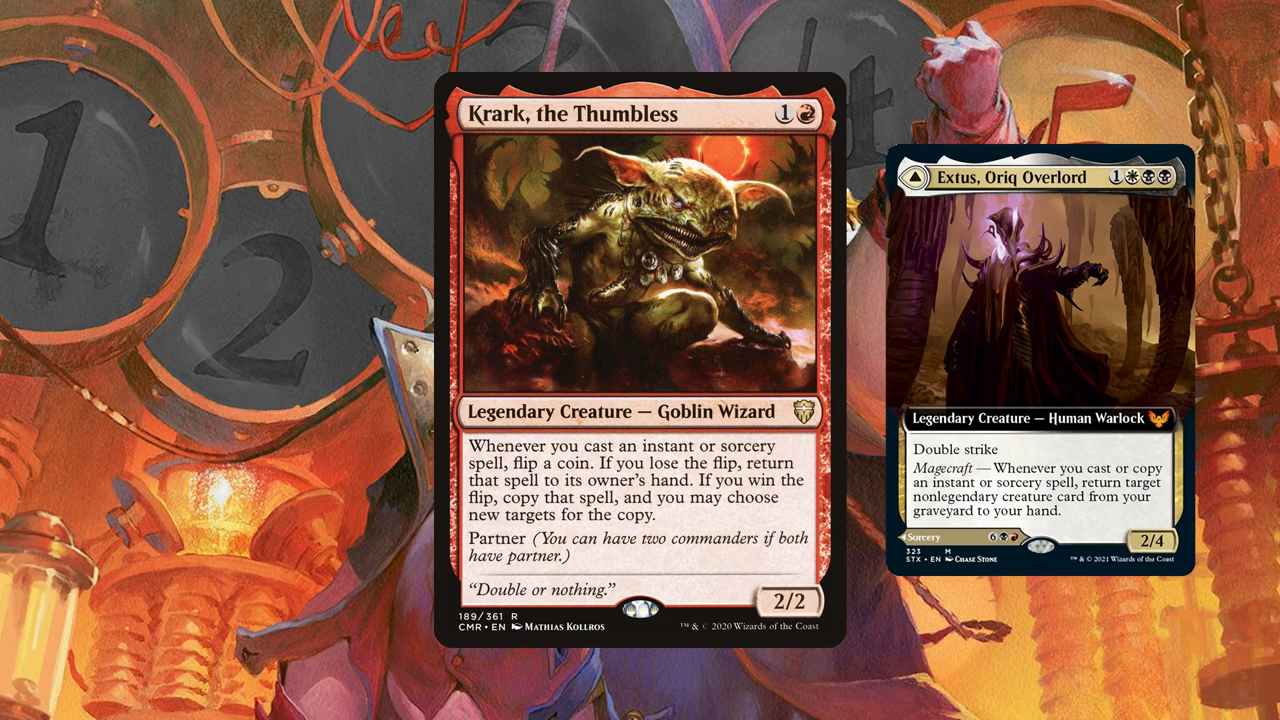 1
2
Krark, the Thumbless 1
Legendary Creature — Goblin Wizard
Whenever you cast an instant or sorcery
spell, flip a coin. If you lose the flip, return
that spell to its owner's hand. If you win the
flip, copy that spell, and you may choose
new targets for the copy.
Partner (You can have two commanders if both
have partner.)
“Double or nothing.”
2/2
189/361 R
CMR • EN Mathias Kollros
™ & © 2020 Wizards of the Coast
Extus, Oriq Overlord 1
Legendary Creature — Human Warlock
Double strike
Magecraft — Whenever you cast or copy
an instant or sorcery spell, return target
nonlegendary creature card from your
graveyard to your hand.
Sorcery 6
2/4
323 M
STX • EN Chase Stone
™ & © 2021 Wizards of the Coast